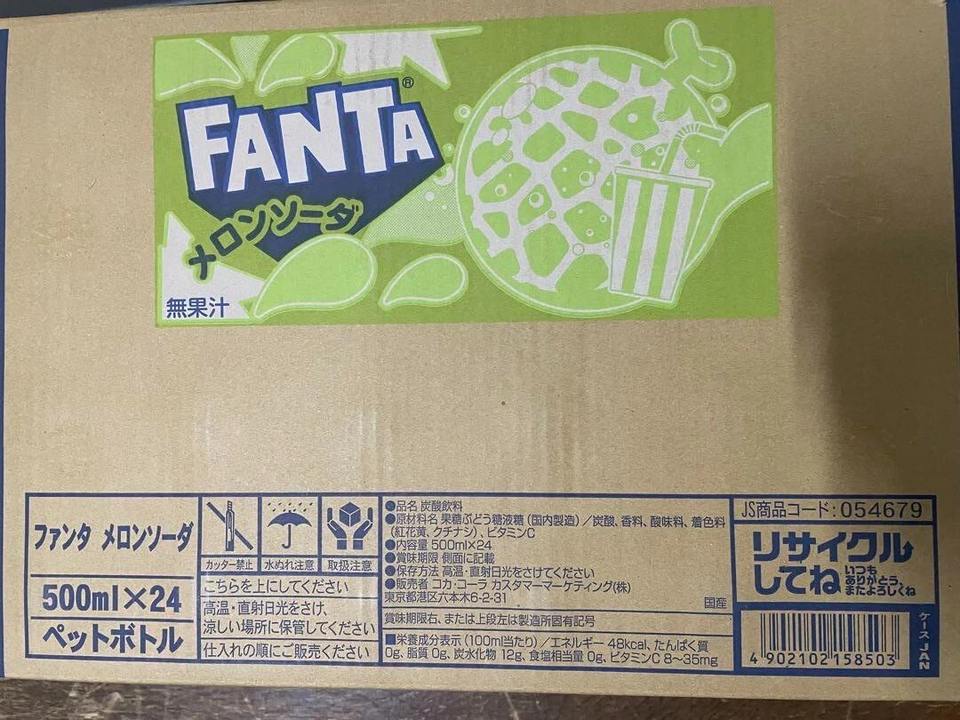 FANTA®
メロンソーダ
無果汁
ファンタ メロンソーダ
500ml×24
ペットボトル
カッター禁止
水ぬれ注意
取扱注意
こちらを上にしてください
高温・直射日光をさけ、
涼しい場所に保管してください
仕入れの順にご販売ください
●品名 炭酸飲料
●原材料名 果糖ぶどう糖液糖(国内製造)/炭酸、香料、酸味料、着色料
(紅花黄、クチナシ)、ビタミンC
●内容量 500ml×24
●賞味期限 側面に記載
●保存方法 高温・直射日光をさけてください
●販売者 コカ・コーラ カスタマーマーケティング(株)
東京都港区六本木6-2-31
国産
賞味期限右、または上段左は製造所固有記号
■栄養成分表示(100ml当たり)/エネルギー 48kcal、たんぱく質
0g、脂質 0g、炭水化物 12g、食塩相当量 0g、ビタミンC 8~35mg
JS商品コード:054679
リサイクル
してね
いつも
ありがとう、
またよろしくね
ケースJAN
4 902102 158503